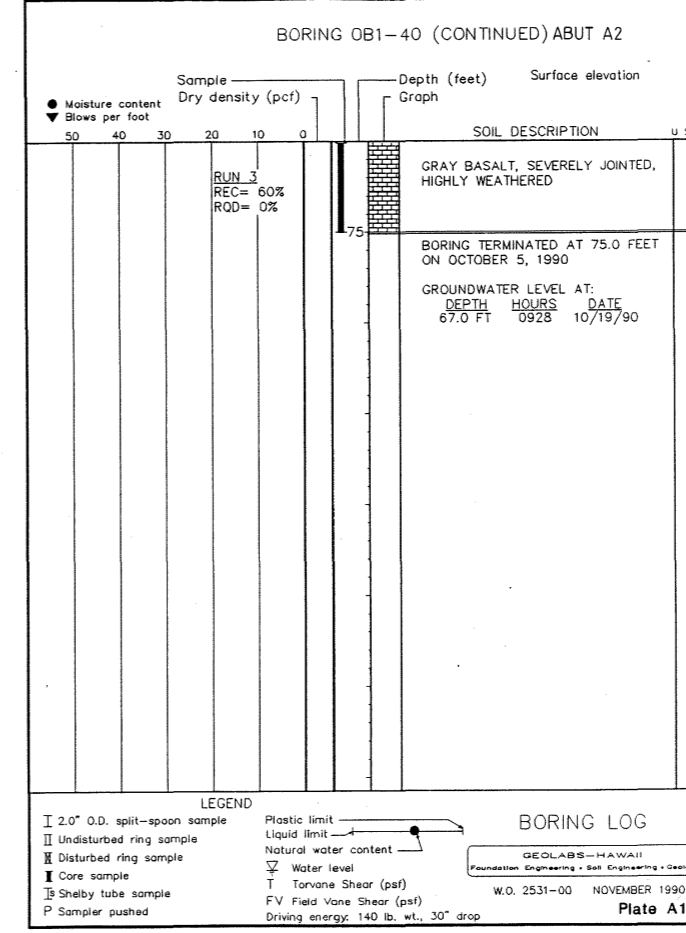 BORING OB1-40 (CONTINUED) ABUT A2
Sample
Depth (feet)
Surface elevation
Dry density (pcf)
Graph
● Moisture content
▼ Blows per foot
50 40 30 20 10 0
SOIL DESCRIPTION
U S
RUN 3
REC= 60%
RQD= 0%
GRAY BASALT, SEVERELY JOINTED,
HIGHLY WEATHERED
75
BORING TERMINATED AT 75.0 FEET
ON OCTOBER 5, 1990
GROUNDWATER LEVEL AT:
DEPTH HOURS DATE
67.0 FT 0928 10/19/90
LEGEND
2.0" O.D. split-spoon sample
Undisturbed ring sample
Disturbed ring sample
Core sample
Ts Shelby tube sample
P Sampler pushed
Plastic limit
Liquid limit
Natural water content
Water level
T Torvane Shear (psf)
FV Field Vane Shear (psf)
Driving energy: 140 lb. wt., 30" drop
BORING LOG
GEOLABS-HAWAII
Foundation Engineering • Soil Engineering • Geol
W.O. 2531-00 NOVEMBER 1990
Plate A1